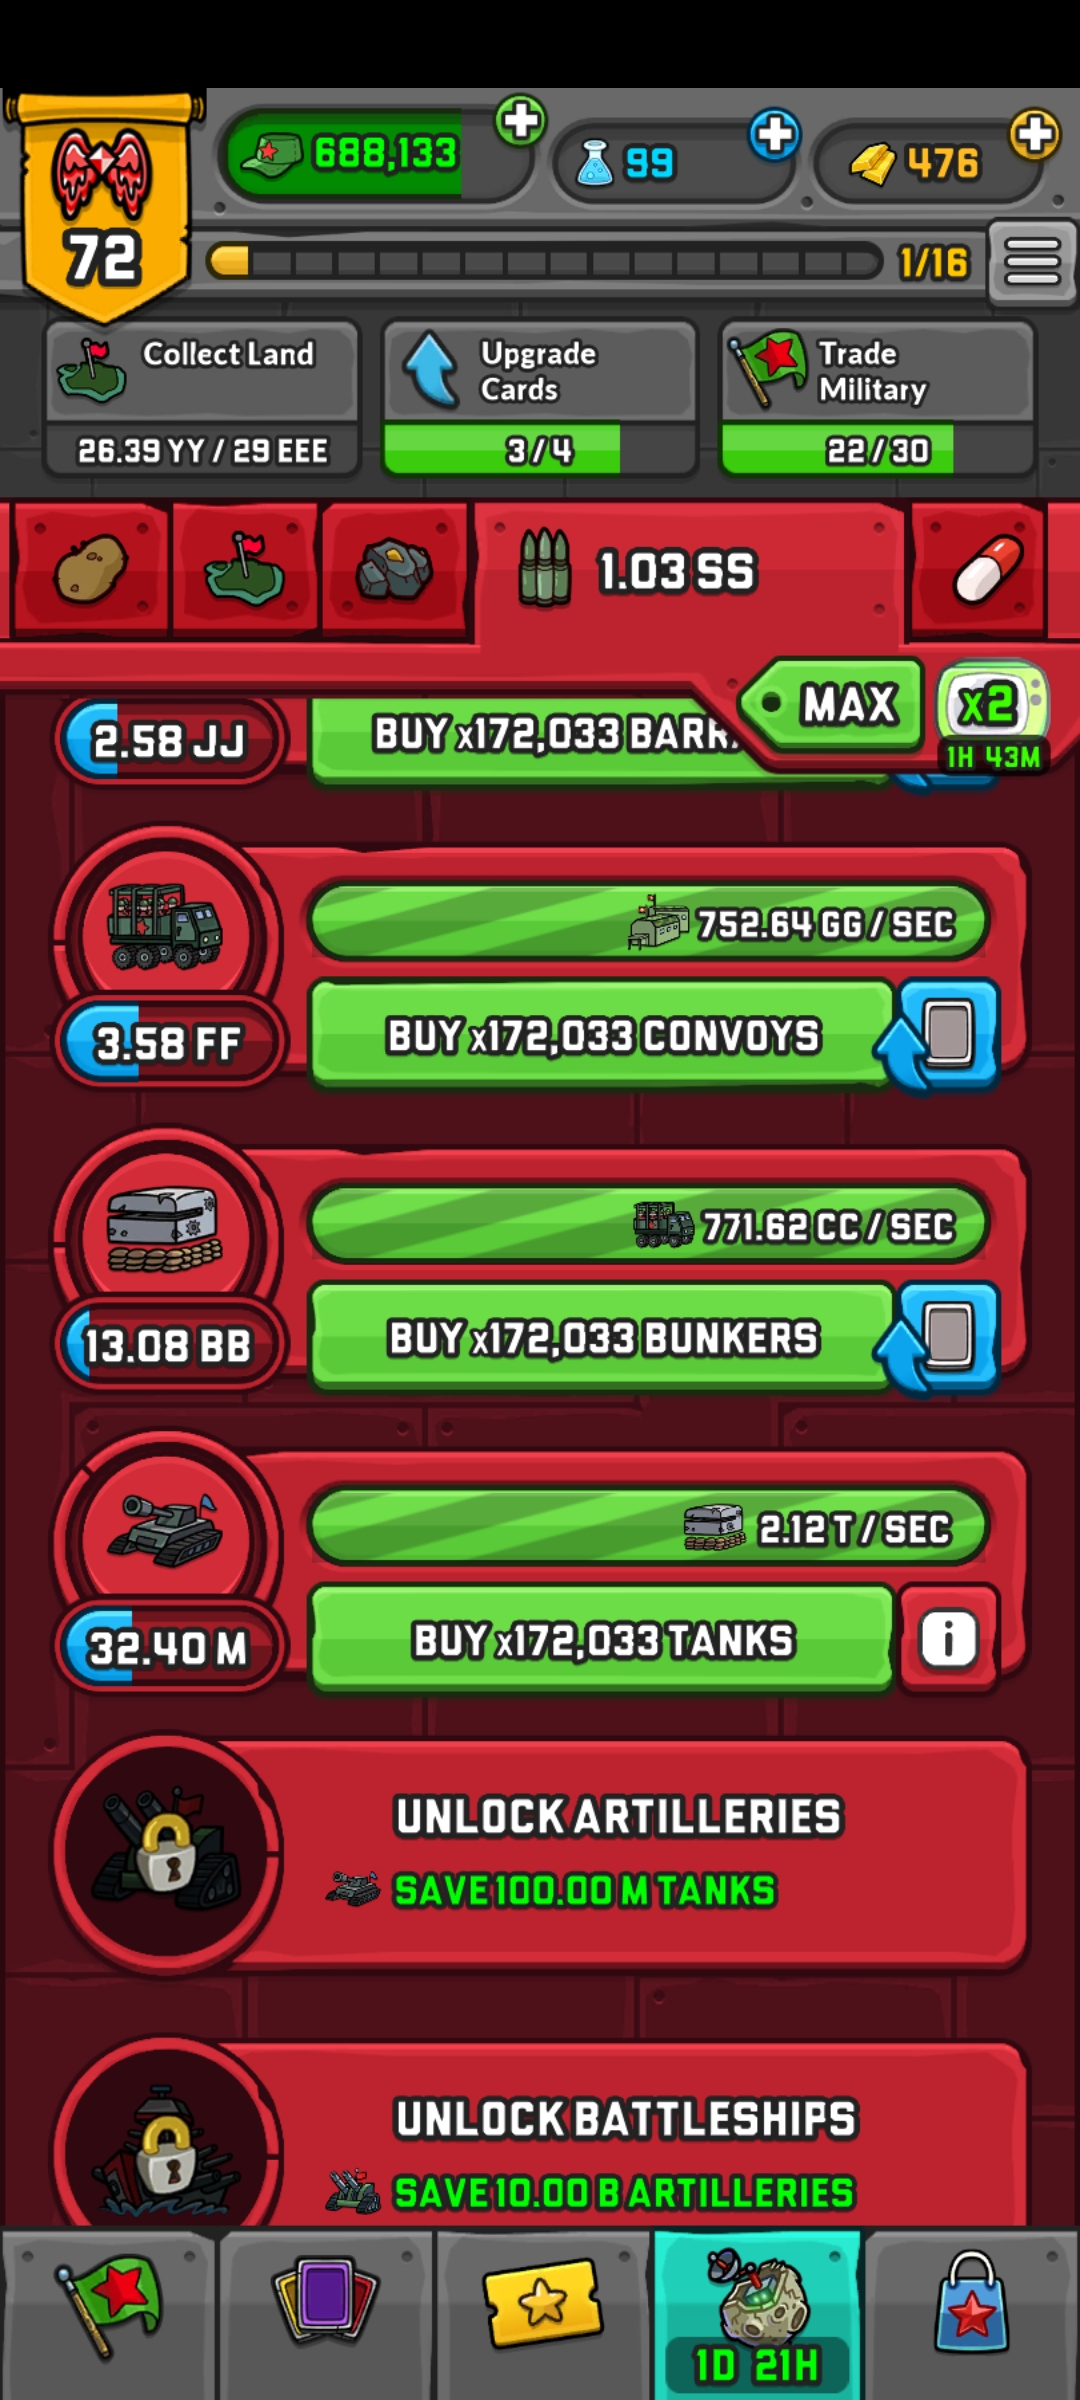 688,133
99
476
72
1/16
Collect Land
26.39 YY / 29 EEE
Upgrade
Cards
3/4
Trade
Military
22/30
1.03 SS
MAX
x2
1H 43M
2.58 JJ
BUY x172,033 BARR
752.64 GG / SEC
3.58 FF
BUY x172,033 CONVOYS
771.62 CC / SEC
13.08 BB
BUY x172,033 BUNKERS
2.12 T / SEC
32.40 M
BUY x172,033 TANKS
i
UNLOCK ARTILLERIES
SAVE 100.00 M TANKS
UNLOCK BATTLESHIPS
SAVE 10.00 B ARTILLERIES
1D 21H